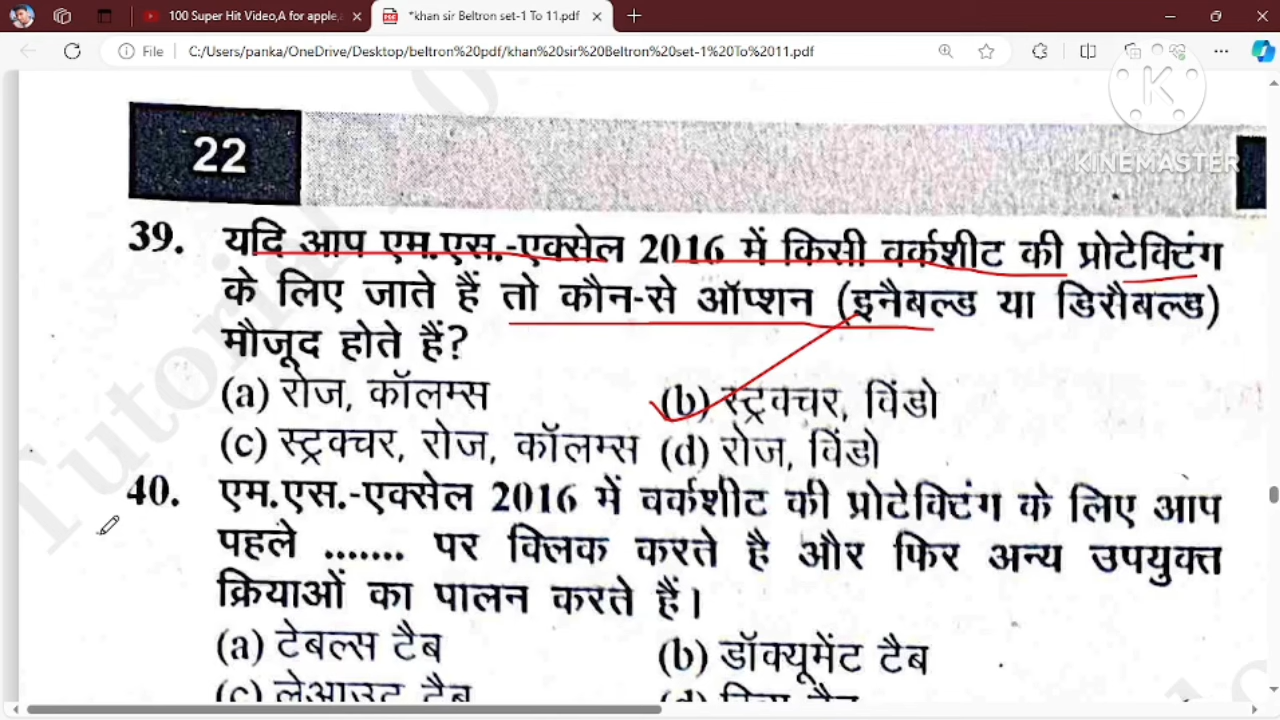 100 Super Hit Video,A for apple,a
*khan sir Beltron set-1 To 11.pdf
File
C:/Users/panka/OneDrive/Desktop/beltron%20pdf/khan%20sir%20Beltron%20set-1%20To%2011.pdf
K
KINEMASTER
Tutorial
22
39. यदि आप एम.एस.-एक्सेल 2016 में किसी वर्कशीट की प्रोटेक्टिंग
के लिए जाते हैं तो कौन-से ऑप्शन (इनैबल्ड या डिसैबल्ड)
मौजूद होते हैं?
(a) रोज, कॉलम्स (b) स्ट्रक्चर, विंडो
(c) स्ट्रक्चर, रोज, कॉलम्स (d) रोज, विंडो
40. एम.एस.-एक्सेल 2016 में वर्कशीट की प्रोटेक्टिंग के लिए आप
पहले ....... पर क्लिक करते है और फिर अन्य उपयुक्त
क्रियाओं का पालन करते हैं।
(a) टेबल्स टैब (b) डॉक्यूमेंट टैब
(c) लेआउट टैब (d)